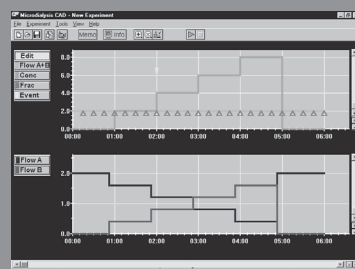 Microdialysis CAD - New Experiment
File Experiment Tools View Help
Memo Info
Edit
Flow A+B
Conc
Frac
Event
8.0
6.0
4.0
2.0
0.0
00:00 01:00 02:00 03:00 04:00 05:00 06:00
Flow A
Flow B
2.0
1.0
0.0
00:00 01:00 02:00 03:00 04:00 05:00 06:00